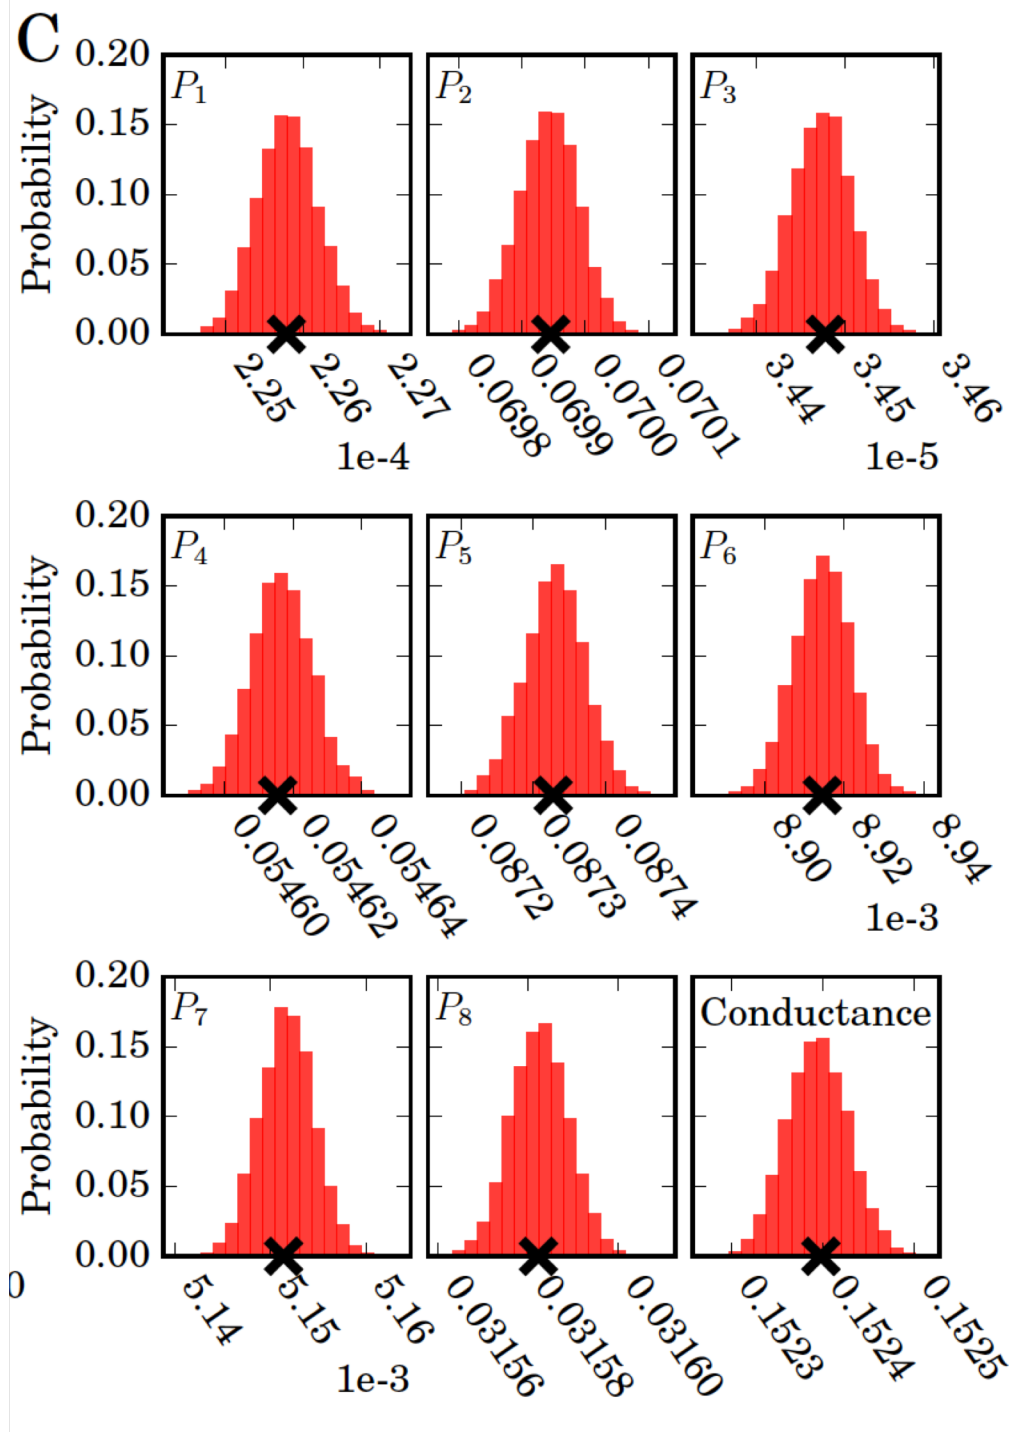 C
0.20
0.15
0.10
0.05
0.00
Probability
P1
P2
P3
2.25 2.26 2.27
1e-4
0.0698 0.0699 0.0700 0.0701
3.44 3.45 3.46
1e-5
0.20
0.15
0.10
0.05
0.00
Probability
P4
P5
P6
0.05460 0.05462 0.05464
0.0872 0.0873 0.0874
8.90 8.92 8.94
1e-3
0.20
0.15
0.10
0.05
0.00
Probability
P7
P8
Conductance
0
5.14 5.15 5.16
1e-3
0.03156 0.03158 0.03160
0.1523 0.1524 0.1525